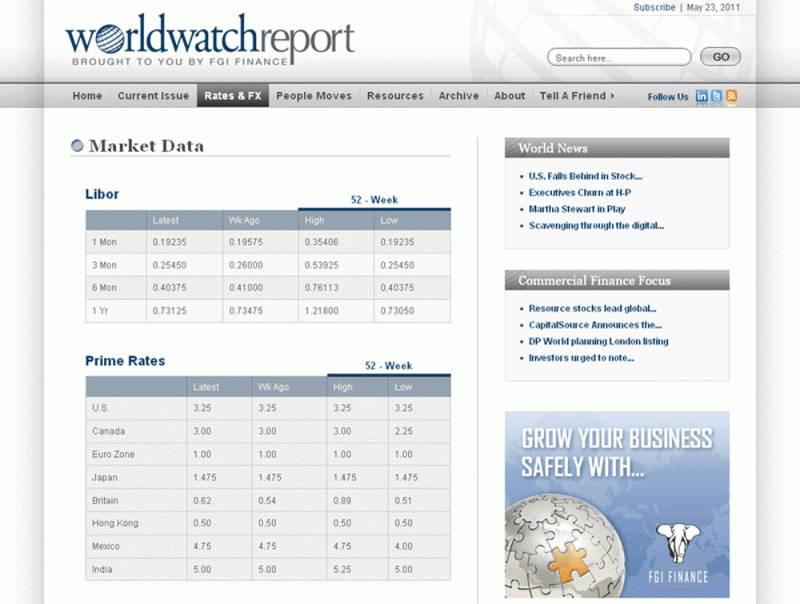 Subscribe | May 23, 2011
worldwatchreport
BROUGHT TO YOU BY FGI FINANCE
Search here...
GO
Home Current Issue Rates & FX People Moves Resources Archive About Tell A Friend Follow Us in
Market Data
Libor
52 - Week
Latest Wk Ago High Low
1 Mon 0.19235 0.19575 0.35406 0.19235
3 Mon 0.25450 0.26000 0.53925 0.25450
6 Mon 0.40375 0.41000 0.76113 0.40375
1 Yr 0.73125 0.73475 1.21800 0.73050
Prime Rates
52 - Week
Latest Wk Ago High Low
U.S. 3.25 3.25 3.25 3.25
Canada 3.00 3.00 3.00 2.25
Euro Zone 1.00 1.00 1.00 1.00
Japan 1.475 1.475 1.475 1.475
Britain 0.62 0.54 0.89 0.51
Hong Kong 0.50 0.50 0.50 0.50
Mexico 4.75 4.75 4.75 4.00
India 5.00 5.00 5.25 5.00
World News
U.S. Falls Behind in Stock...
Executives Churn at H-P
Martha Stewart in Play
Scavenging through the digital...
Commercial Finance Focus
Resource stocks lead global...
CapitalSource Announces the...
DP World planning London listing
Investors urged to note...
GROW YOUR BUSINESS
SAFELY WITH...
FGI FINANCE